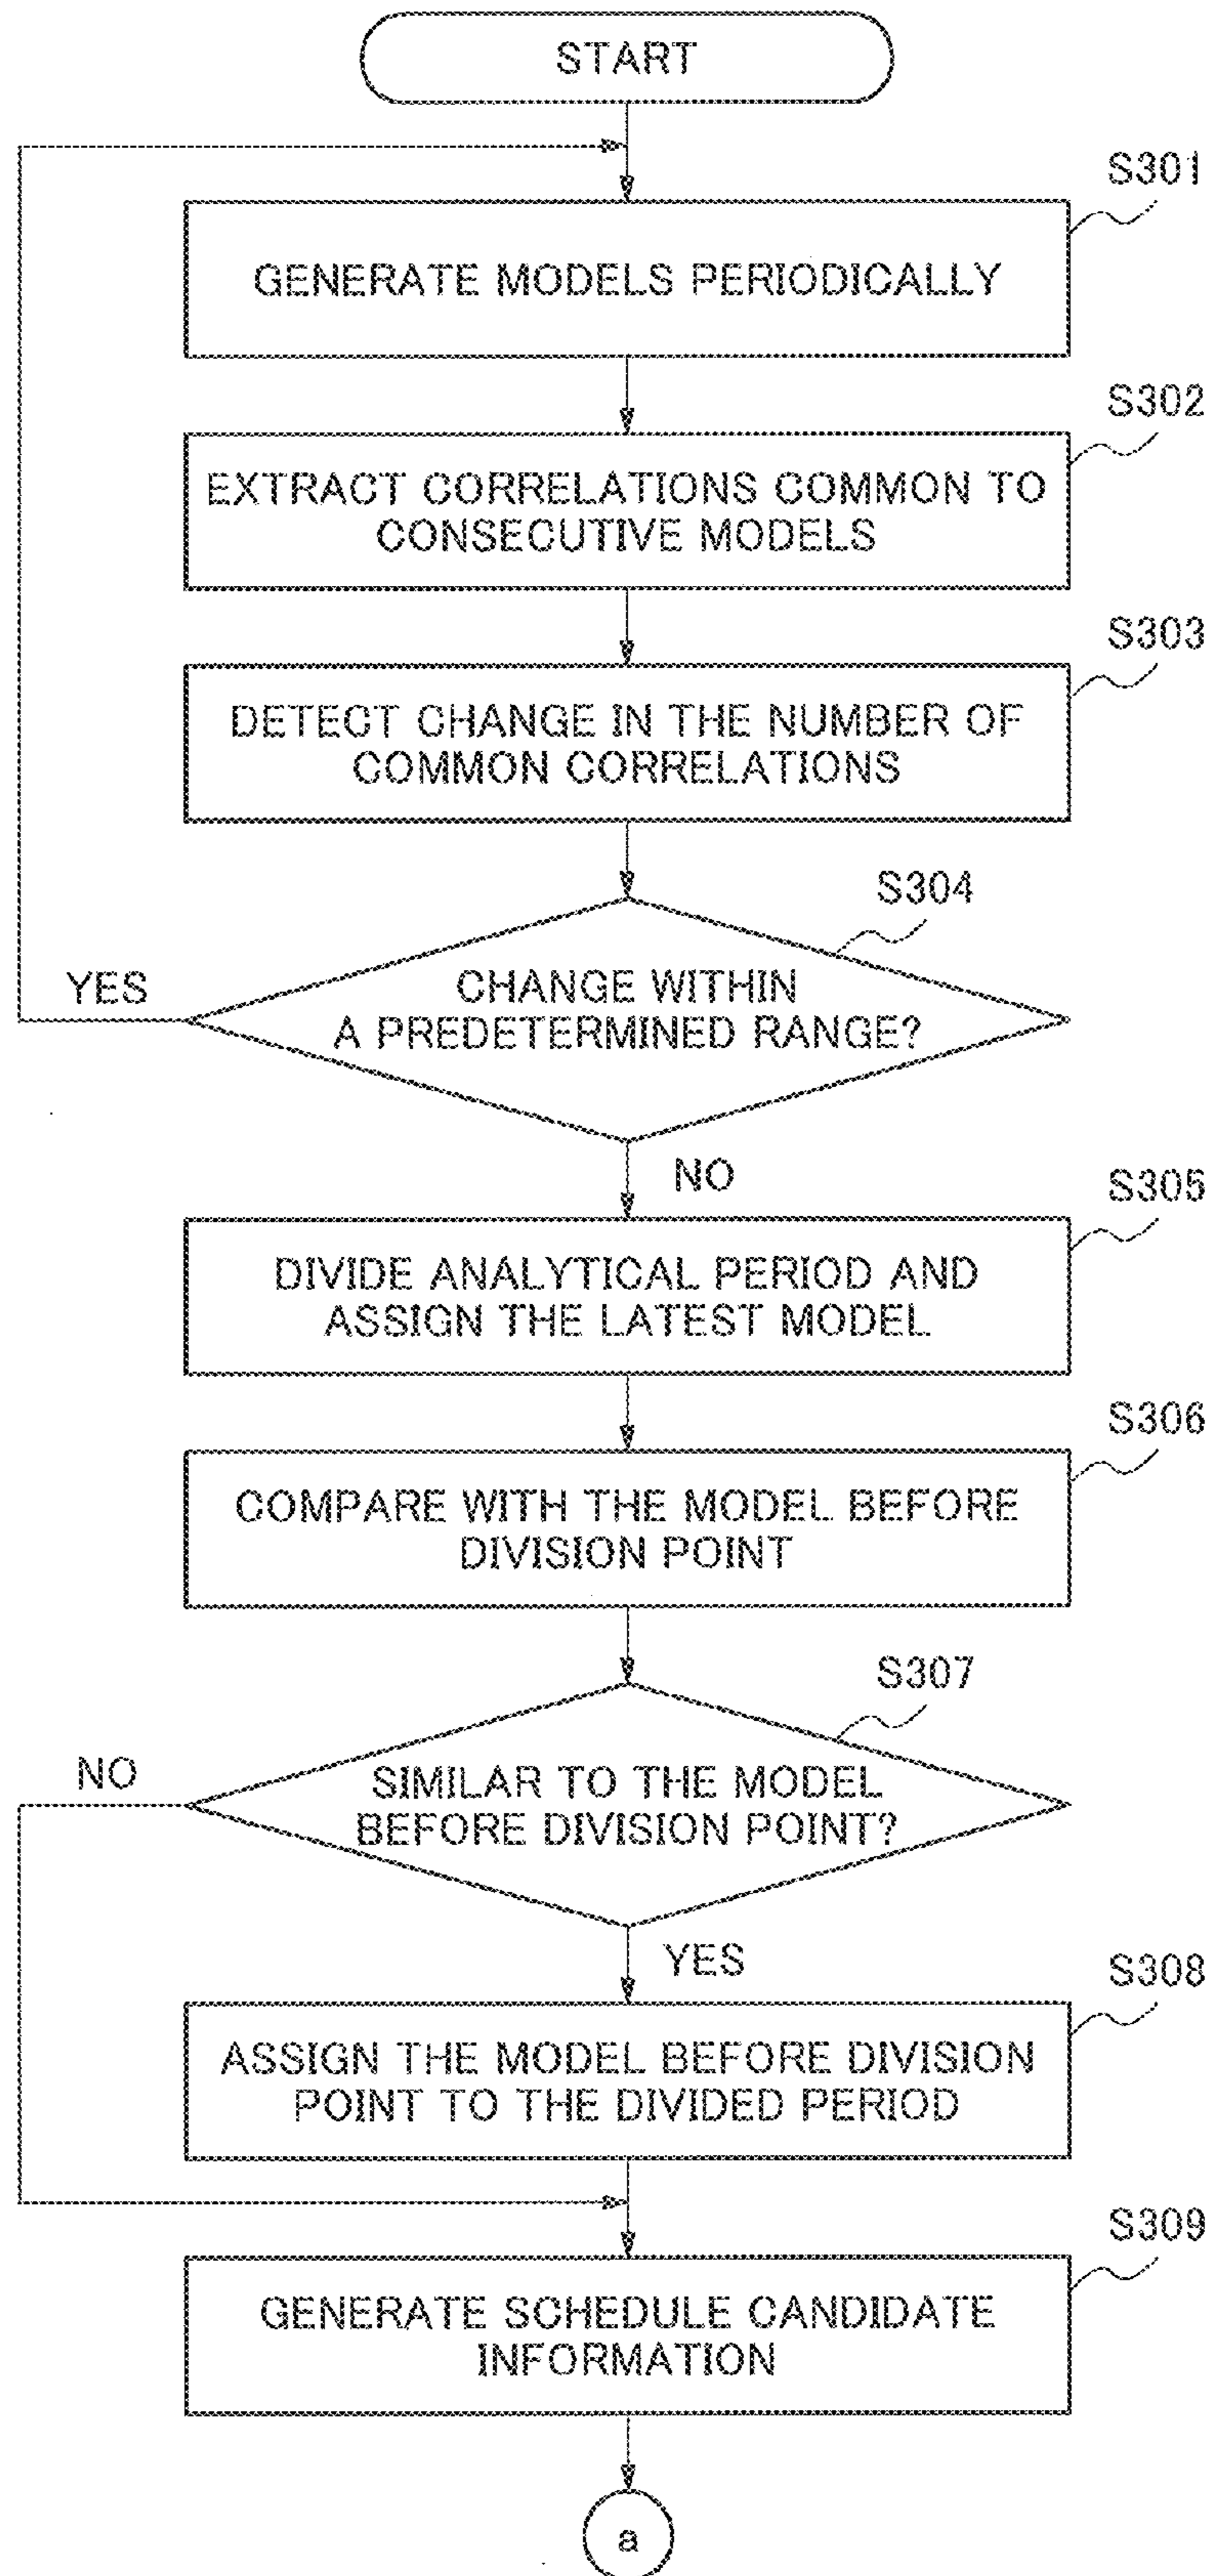 START
S301
GENERATE MODELS PERIODICALLY
S302
EXTRACT CORRELATIONS COMMON TO
CONSECUTIVE MODELS
S303
DETECT CHANGE IN THE NUMBER OF
COMMON CORRELATIONS
S304
YES
CHANGE WITHIN
A PREDETERMINED RANGE?
NO
S305
DIVIDE ANALYTICAL PERIOD AND
ASSIGN THE LATEST MODEL
S306
COMPARE WITH THE MODEL BEFORE
DIVISION POINT
S307
NO
SIMILAR TO THE MODEL
BEFORE DIVISION POINT?
YES
S308
ASSIGN THE MODEL BEFORE DIVISION
POINT TO THE DIVIDED PERIOD
S309
GENERATE SCHEDULE CANDIDATE
INFORMATION
a